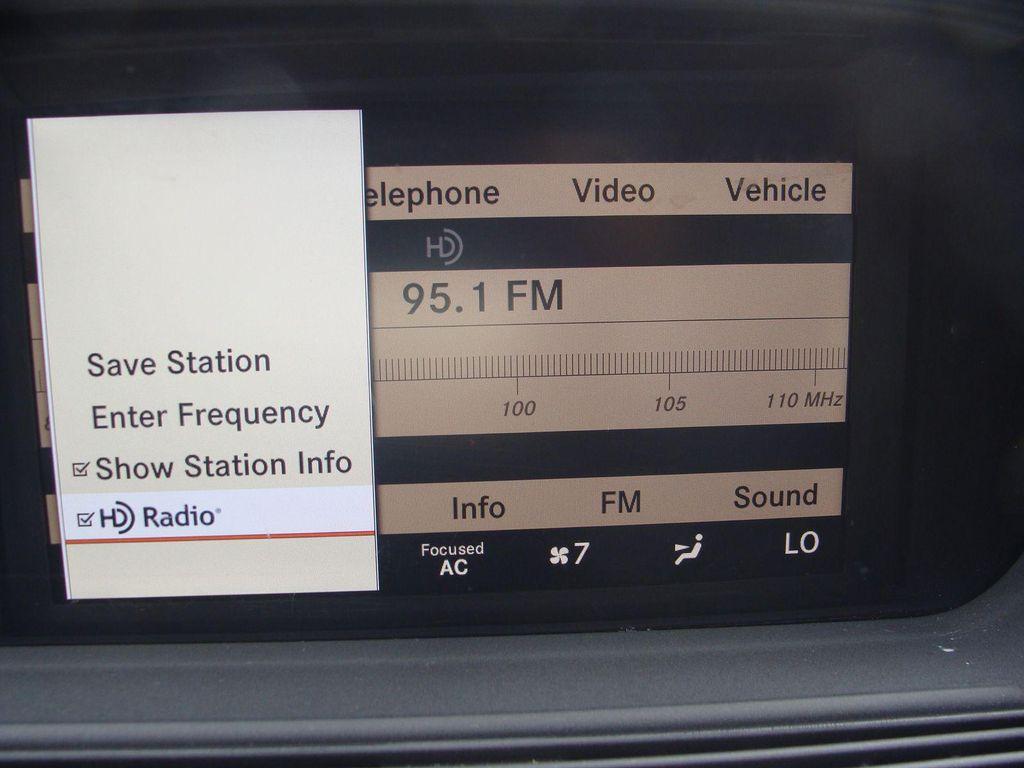 elephone Video Vehicle
HD
95.1 FM
100 105 110 MHz
Save Station
Enter Frequency
Show Station Info
HD Radio®
Info FM Sound
Focused
AC
7
LO